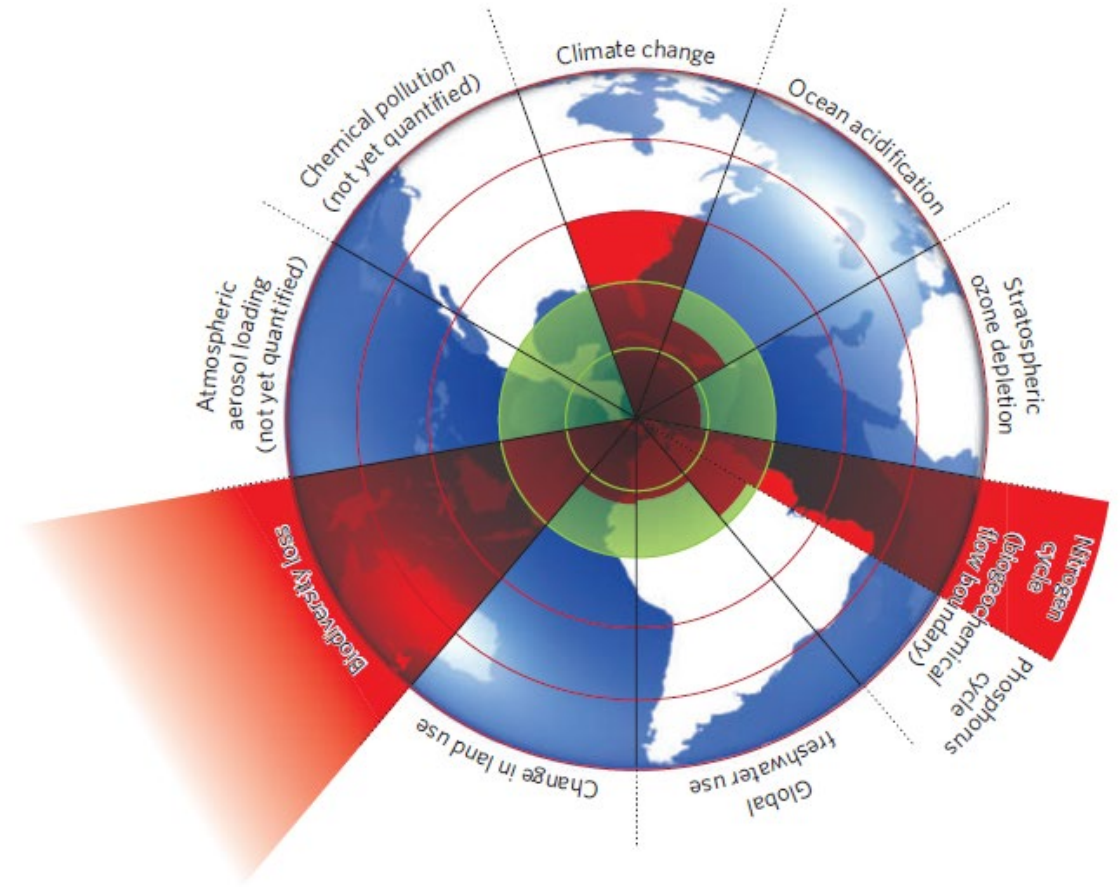 Climate change
Ocean acidification
Stratospheric
ozone depletion
Nitrogen
cycle
(biogeochemical
flow boundary)
Phosphorus
cycle
Global
freshwater use
Change in land use
Biodiversity loss
Atmospheric
aerosol loading
(not yet quantified)
Chemical pollution
(not yet quantified)